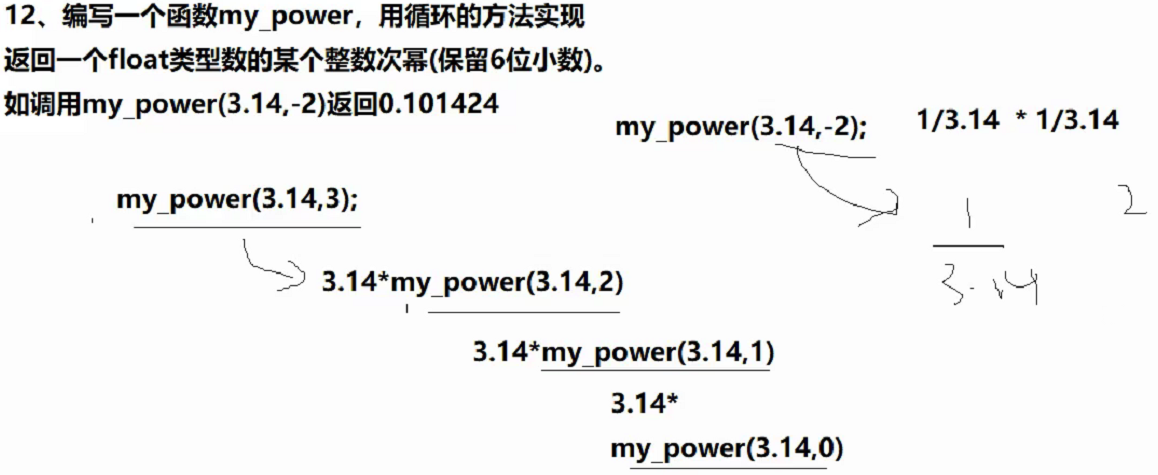 12、编写一个函数my_power，用循环的方法实现
返回一个float类型数的某个整数次幂(保留6位小数)。
如调用my_power(3.14,-2)返回0.101424
my_power(3.14,-2); 1/3.14 * 1/3.14
my_power(3.14,3);
1
2
3.14
3.14*my_power(3.14,2)
3.14*my_power(3.14,1)
3.14*
my_power(3.14,0)